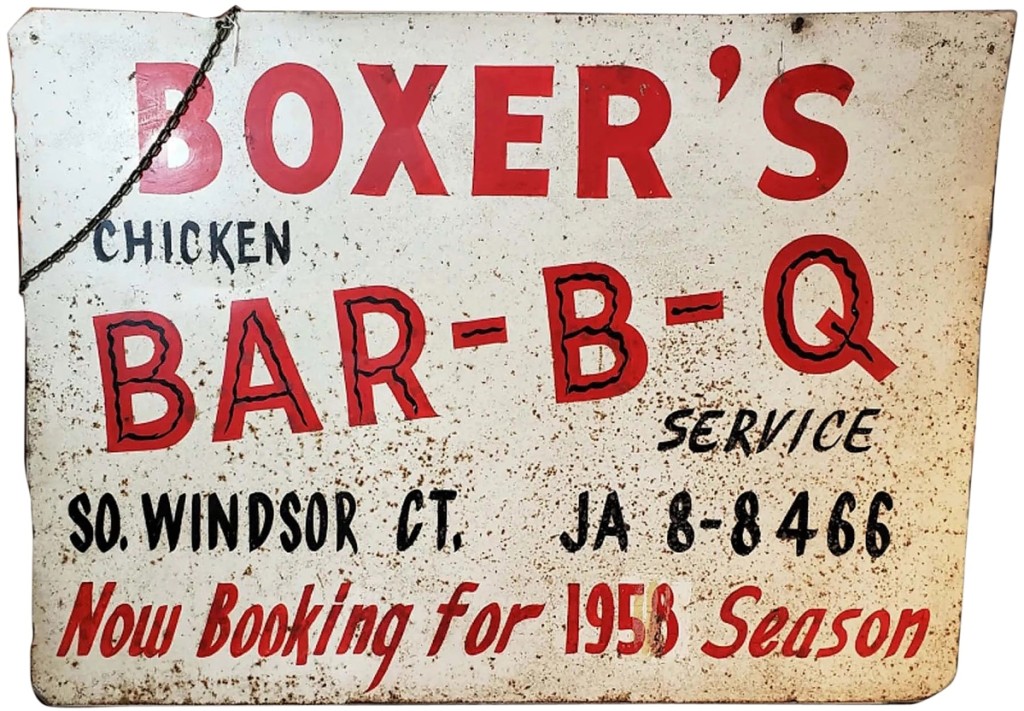 BOXER'S
CHICKEN
BAR-B-Q
SERVICE
SO. WINDSOR CT. JA 8-8466
Now Booking for 1958 Season